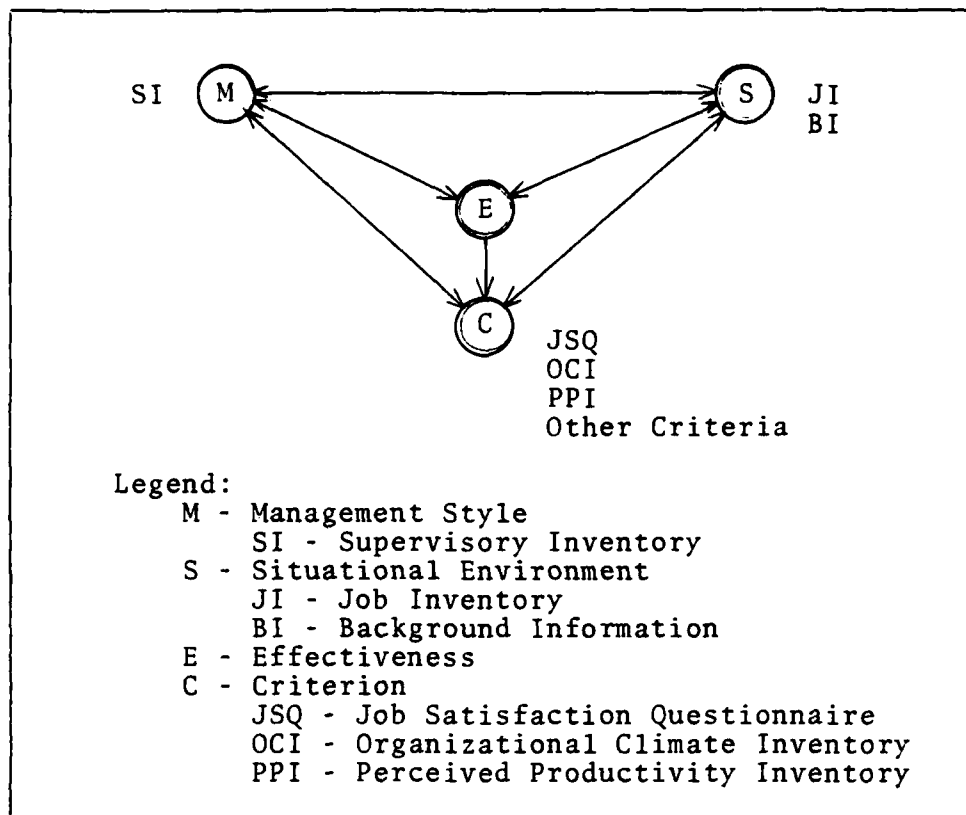 SI M S JI
BI
E
C
JSQ
OCI
PPI
Other Criteria
Legend:
M - Management Style
SI - Supervisory Inventory
S - Situational Environment
JI - Job Inventory
BI - Background Information
E - Effectiveness
C - Criterion
JSQ - Job Satisfaction Questionnaire
OCI - Organizational Climate Inventory
PPI - Perceived Productivity Inventory